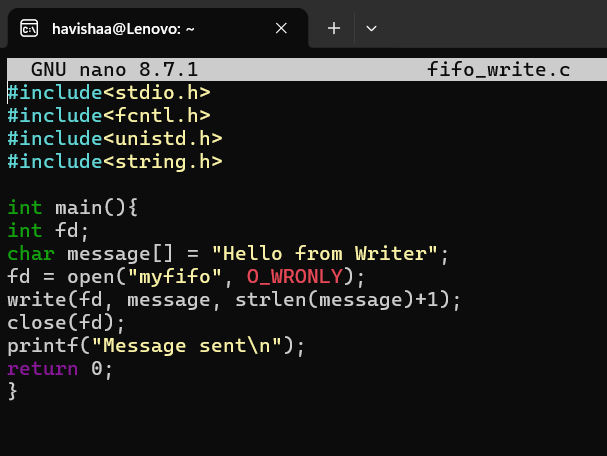 havishaa@Lenovo: ~
GNU nano 8.7.1 fifo_write.c
#include<stdio.h>
#include<fcntl.h>
#include<unistd.h>
#include<string.h>
int main(){
int fd;
char message[] = "Hello from Writer";
fd = open("myfifo", O_WRONLY);
write(fd, message, strlen(message)+1);
close(fd);
printf("Message sent\n");
return 0;
}